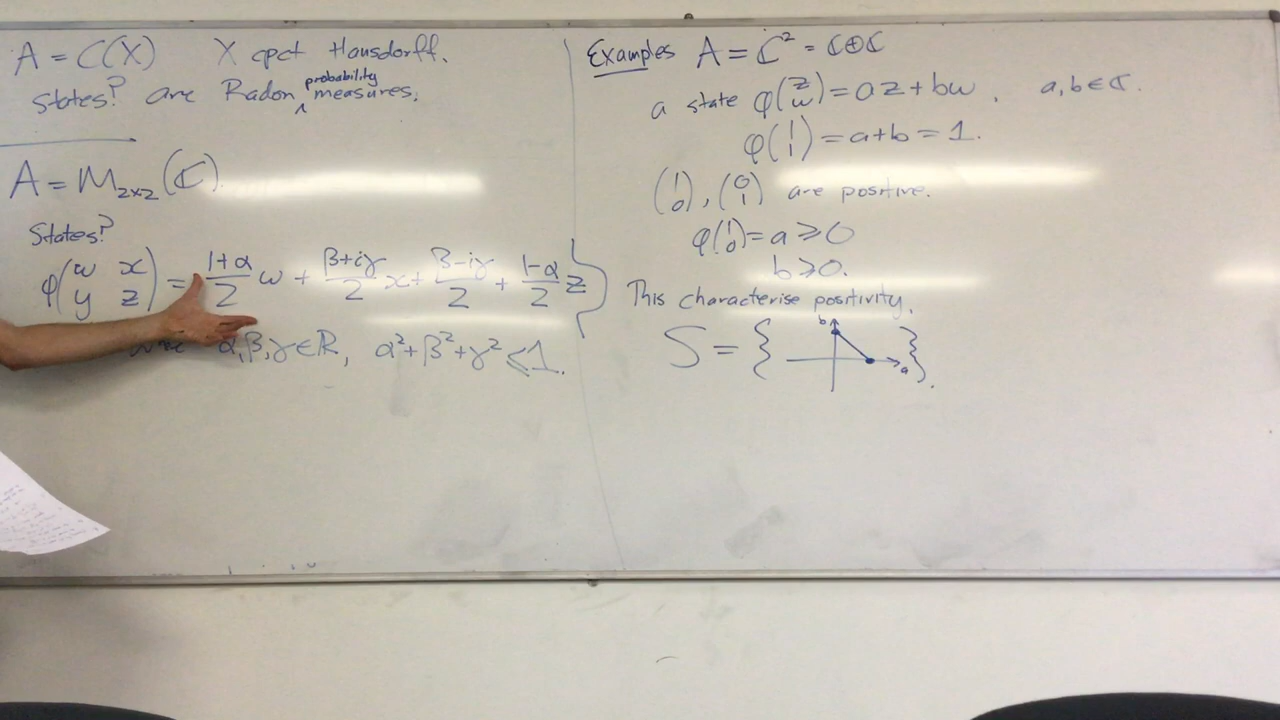 A = C(X)   X cpct Hausdorff.
States? are Radon probability measures.
A = M₂ₓ₂(ℂ).
States?
φ(w x
y z) = (1+α)/2 w + (β+iγ)/2 x + (β-iγ)/2 + (1-α)/2 z
α,β,γ∈ℝ, α²+β²+γ² ≤ 1.
Examples A = ℂ² = ℂ⊕ℂ
a state φ(z w) = az + bw, a,b∈ℂ.
φ(1 1) = a+b = 1.
(1 0), (0 1) are positive.
φ(1 0) = a ≥ 0
b ≥ 0.
This characterise positivity.
S = { b a }.